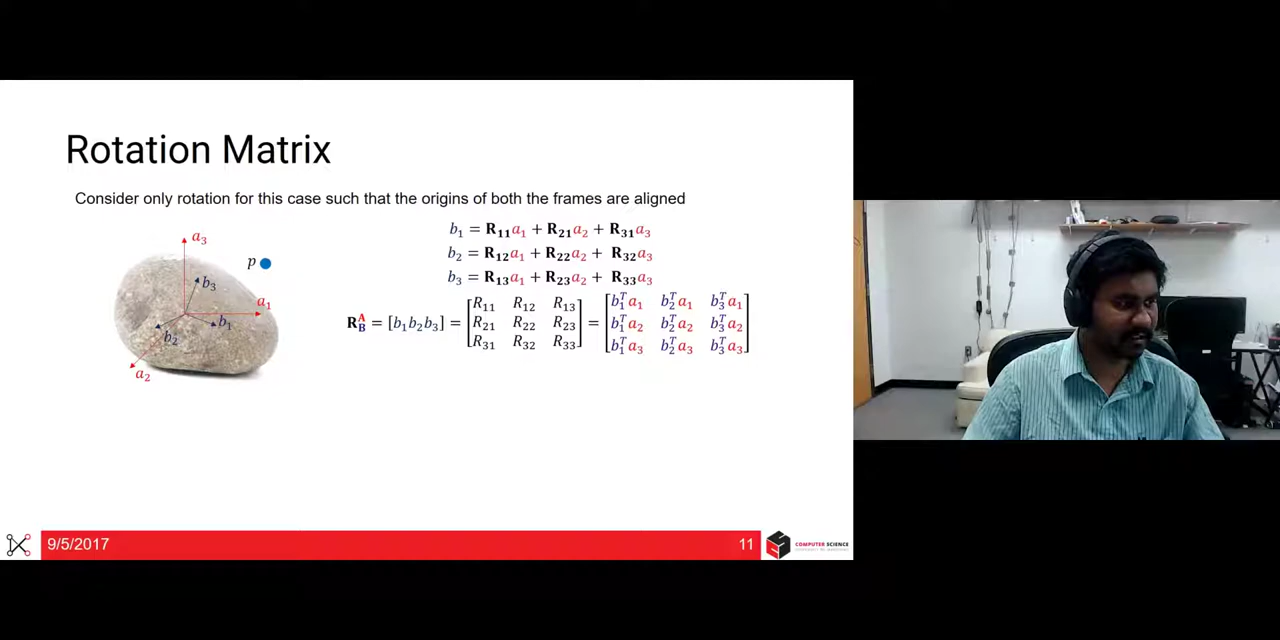 Rotation Matrix
Consider only rotation for this case such that the origins of both the frames are aligned
a₃
p
b₃
a₁
b₁
b₂
a₂
b₁ = R₁₁a₁ + R₂₁a₂ + R₃₁a₃
b₂ = R₁₂a₁ + R₂₂a₂ + R₃₂a₃
b₃ = R₁₃a₁ + R₂₃a₂ + R₃₃a₃
R_B^A = [b₁b₂b₃] = [R₁₁ R₁₂ R₁₃; R₂₁ R₂₂ R₂₃; R₃₁ R₃₂ R₃₃] = [b₁ᵀa₁ b₂ᵀa₁ b₃ᵀa₁; b₁ᵀa₂ b₂ᵀa₂ b₃ᵀa₂; b₁ᵀa₃ b₂ᵀa₃ b₃ᵀa₃]
9/5/2017
11
COMPUTER SCIENCE